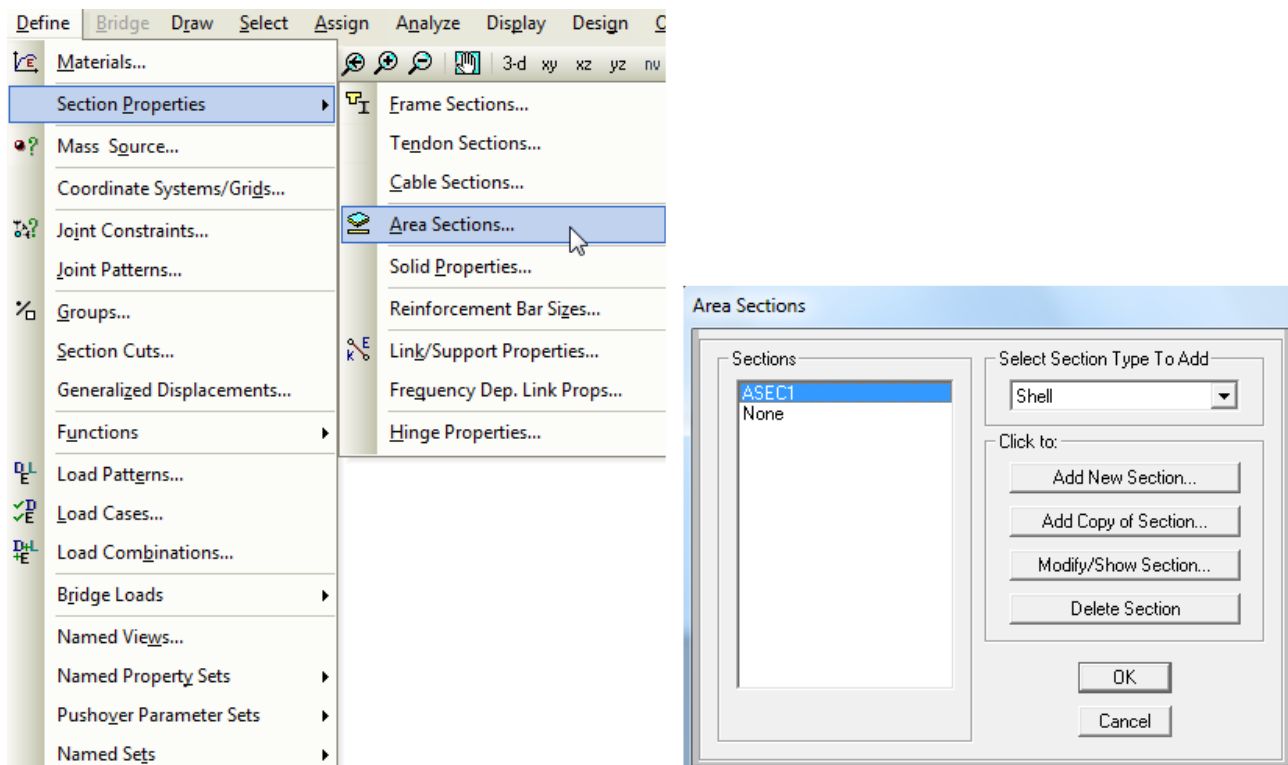 Define Bridge Draw Select Assign Analyze Display Design
Materials...
Section Properties
Mass Source...
Coordinate Systems/Grids...
Joint Constraints...
Joint Patterns...
Groups...
Section Cuts...
Generalized Displacements...
Functions
Load Patterns...
Load Cases...
Load Combinations...
Bridge Loads
Named Views...
Named Property Sets
Pushover Parameter Sets
Named Sets
3-d xy xz yz nv
Frame Sections...
Tendon Sections...
Cable Sections...
Area Sections...
Solid Properties...
Reinforcement Bar Sizes...
Link/Support Properties...
Frequency Dep. Link Props...
Hinge Properties...
Area Sections
Sections
ASEC1
None
Select Section Type To Add
Shell
Click to:
Add New Section...
Add Copy of Section...
Modify/Show Section...
Delete Section
OK
Cancel